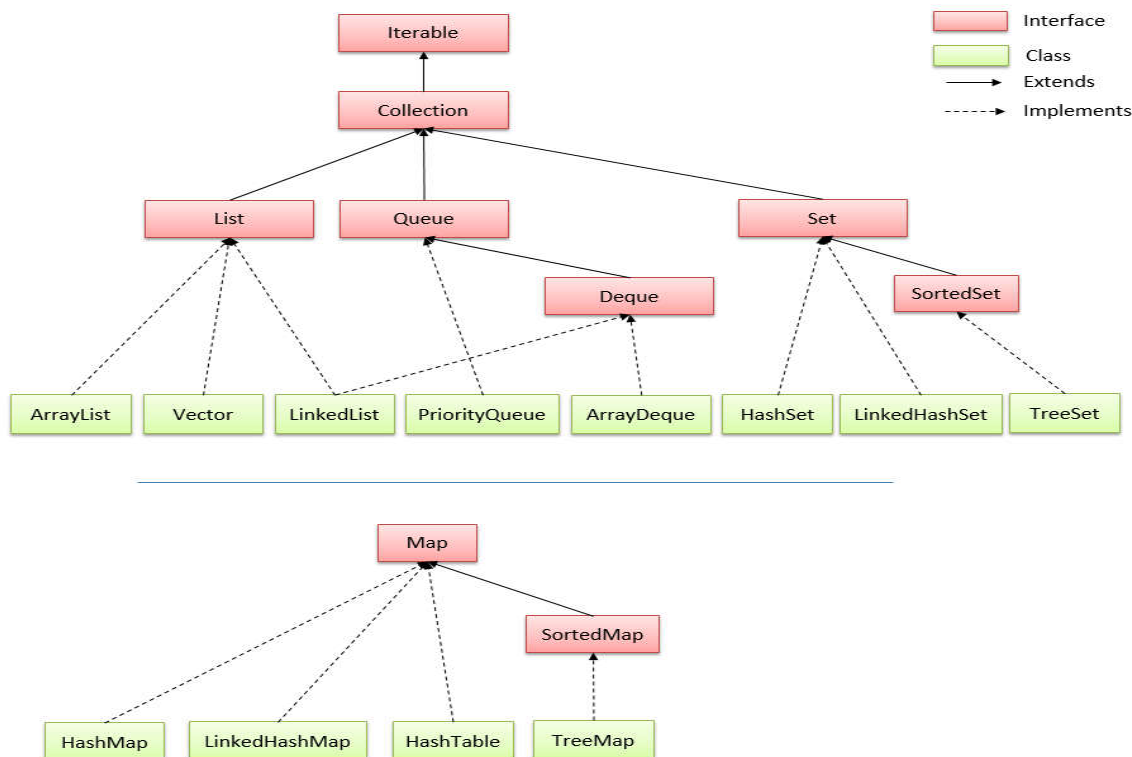 Iterable
Interface
Class
Collection
Extends
Implements
List
Queue
Set
Deque
SortedSet
ArrayList
Vector
LinkedList
PriorityQueue
ArrayDeque
HashSet
LinkedHashSet
TreeSet
Map
SortedMap
HashMap
LinkedHashMap
HashTable
TreeMap